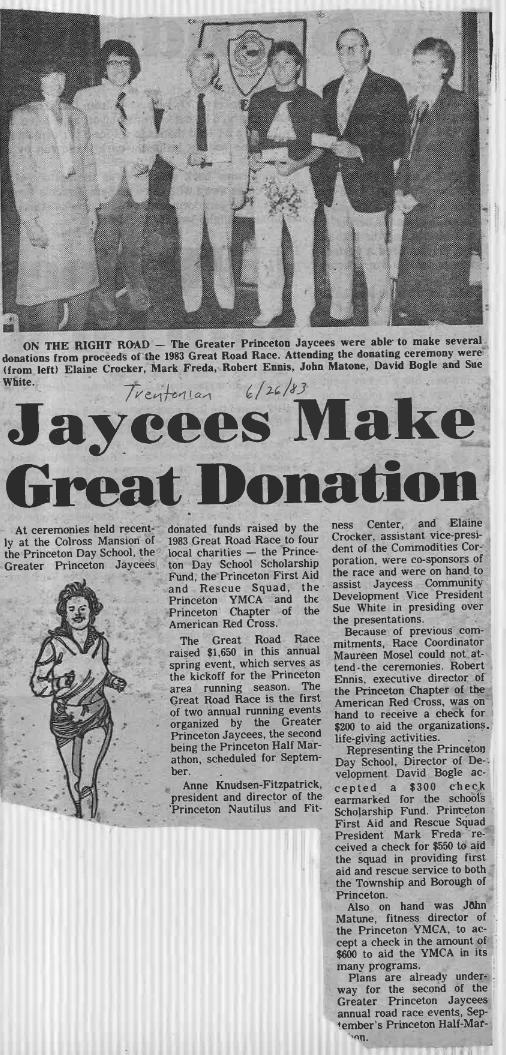 ON THE RIGHT ROAD — The Greater Princeton Jaycees were able to make several
donations from proceeds of the 1983 Great Road Race. Attending the donating ceremony were
(from left) Elaine Crocker, Mark Freda, Robert Ennis, John Matone, David Bogle and Sue
White.
Trentonian 6/26/83
Jaycees Make
Great Donation
At ceremonies held recent-
ly at the Colross Mansion of
the Princeton Day School, the
Greater Princeton Jaycees
donated funds raised by the
1983 Great Road Race to four
local charities — the Prince-
ton Day School Scholarship
Fund, the Princeton First Aid
and Rescue Squad, the
Princeton YMCA and the
Princeton Chapter of the
American Red Cross.
The Great Road Race
raised $1,650 in this annual
spring event, which serves as
the kickoff for the Princeton
area running season. The
Great Road Race is the first
of two annual running events
organized by the Greater
Princeton Jaycees, the second
being the Princeton Half Mar-
athon, scheduled for Septem-
ber.
Anne Knudsen-Fitzpatrick,
president and director of the
Princeton Nautilus and Fit-
ness Center, and Elaine
Crocker, assistant vice-presi-
dent of the Commodities Cor-
poration, were co-sponsors of
the race and were on hand to
assist Jaycess Community
Development Vice President
Sue White in presiding over
the presentations.
Because of previous com-
mitments, Race Coordinator
Maureen Mosel could not at-
tend the ceremonies. Robert
Ennis, executive director of
the Princeton Chapter of the
American Red Cross, was on
hand to receive a check for
$200 to aid the organizations
life-giving activities.
Representing the Princeton
Day School, Director of De-
velopment David Bogle ac-
cepted a $300 check
earmarked for the schools
Scholarship Fund. Princeton
First Aid and Rescue Squad
President Mark Freda re-
ceived a check for $550 to aid
the squad in providing first
aid and rescue service to both
the Township and Borough of
Princeton.
Also on hand was John
Matune, fitness director of
the Princeton YMCA, to ac-
cept a check in the amount of
$600 to aid the YMCA in its
many programs.
Plans are already under-
way for the second of the
Greater Princeton Jaycees
annual road race events, Sep-
tember's Princeton Half-Mar-
on.